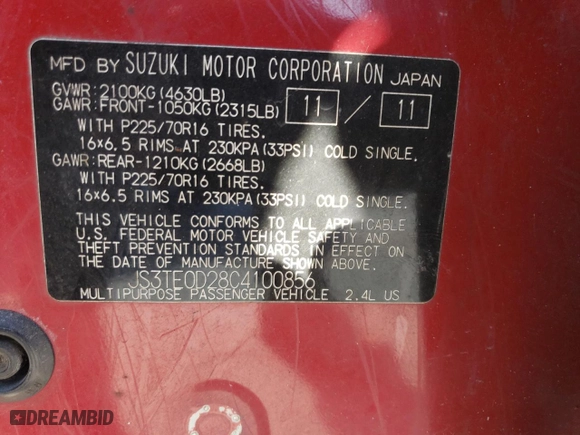 MFD BY SUZUKI MOTOR CORPORATION JAPAN
GVWR: 2100KG (4630LB)
GAWR: FRONT-1050KG (2315LB) 11 / 11
WITH P225/70R16 TIRES.
16x6.5 RIMS AT 230KPA (33PSI) COLD SINGLE.
GAWR: REAR-1210KG (2668LB)
WITH P225/70R16 TIRES.
16x6.5 RIMS AT 230KPA (33PSI) COLD SINGLE.
THIS VEHICLE CONFORMS TO ALL APPLICABLE
U.S. FEDERAL MOTOR VEHICLE SAFETY AND
THEFT PREVENTION STANDARDS IN EFFECT ON
THE DATE OF MANUFACTURE SHOWN ABOVE.
JS3TE0D28C4100856
MULTIPURPOSE PASSENGER VEHICLE 2.4L US
DREAMBID